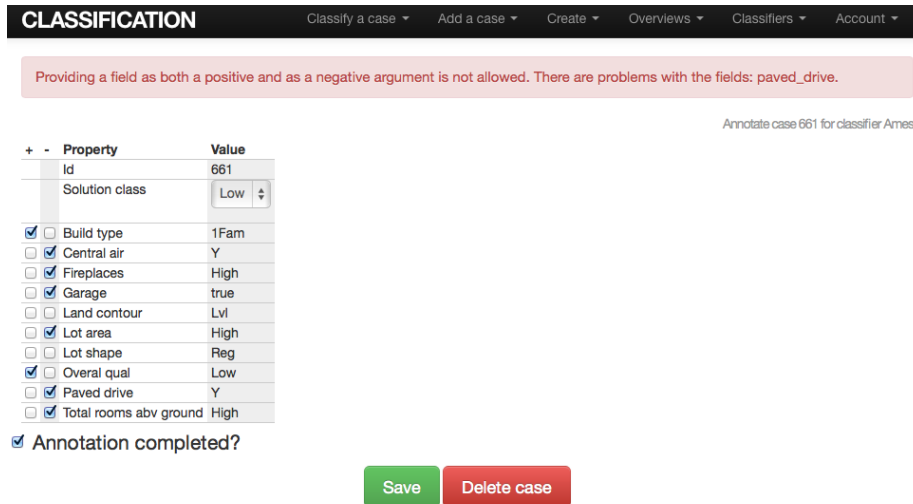 CLASSIFICATION Classify a case Add a case Create Overviews Classifiers Account
Providing a field as both a positive and as a negative argument is not allowed. There are problems with the fields: paved_drive.
Annotate case 661 for classifier Ames
+ - Property Value
Id 661
Solution class Low
Build type 1Fam
Central air Y
Fireplaces High
Garage true
Land contour Lvl
Lot area High
Lot shape Reg
Overal qual Low
Paved drive Y
Total rooms abv ground High
Annotation completed?
Save Delete case